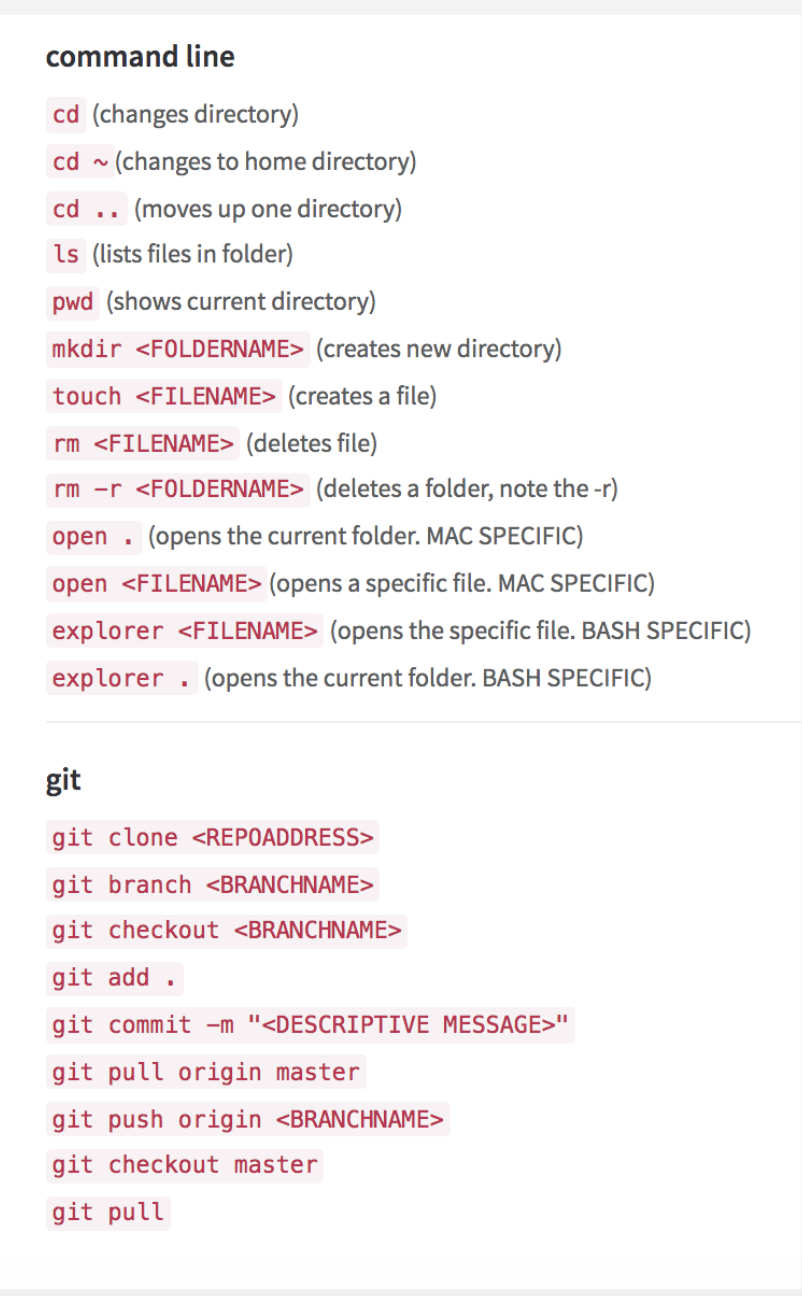 command line
cd (changes directory)
cd ~ (changes to home directory)
cd .. (moves up one directory)
ls (lists files in folder)
pwd (shows current directory)
mkdir <FOLDERNAME> (creates new directory)
touch <FILENAME> (creates a file)
rm <FILENAME> (deletes file)
rm -r <FOLDERNAME> (deletes a folder, note the -r)
open . (opens the current folder. MAC SPECIFIC)
open <FILENAME> (opens a specific file. MAC SPECIFIC)
explorer <FILENAME> (opens the specific file. BASH SPECIFIC)
explorer . (opens the current folder. BASH SPECIFIC)
git
git clone <REPOADDRESS>
git branch <BRANCHNAME>
git checkout <BRANCHNAME>
git add .
git commit -m "<DESCRIPTIVE MESSAGE>"
git pull origin master
git push origin <BRANCHNAME>
git checkout master
git pull